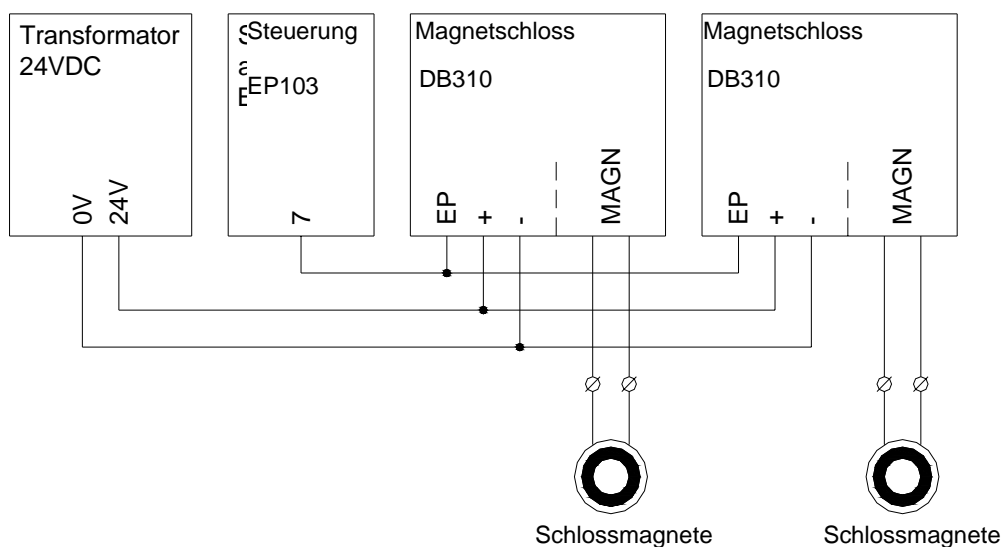 Transformator
24VDC
Steuerung
EP103
Magnetschloss
DB310
Magnetschloss
DB310
0V
24V
7
EP
+
-
MAGN
EP
+
-
MAGN
Schlossmagnete
Schlossmagnete